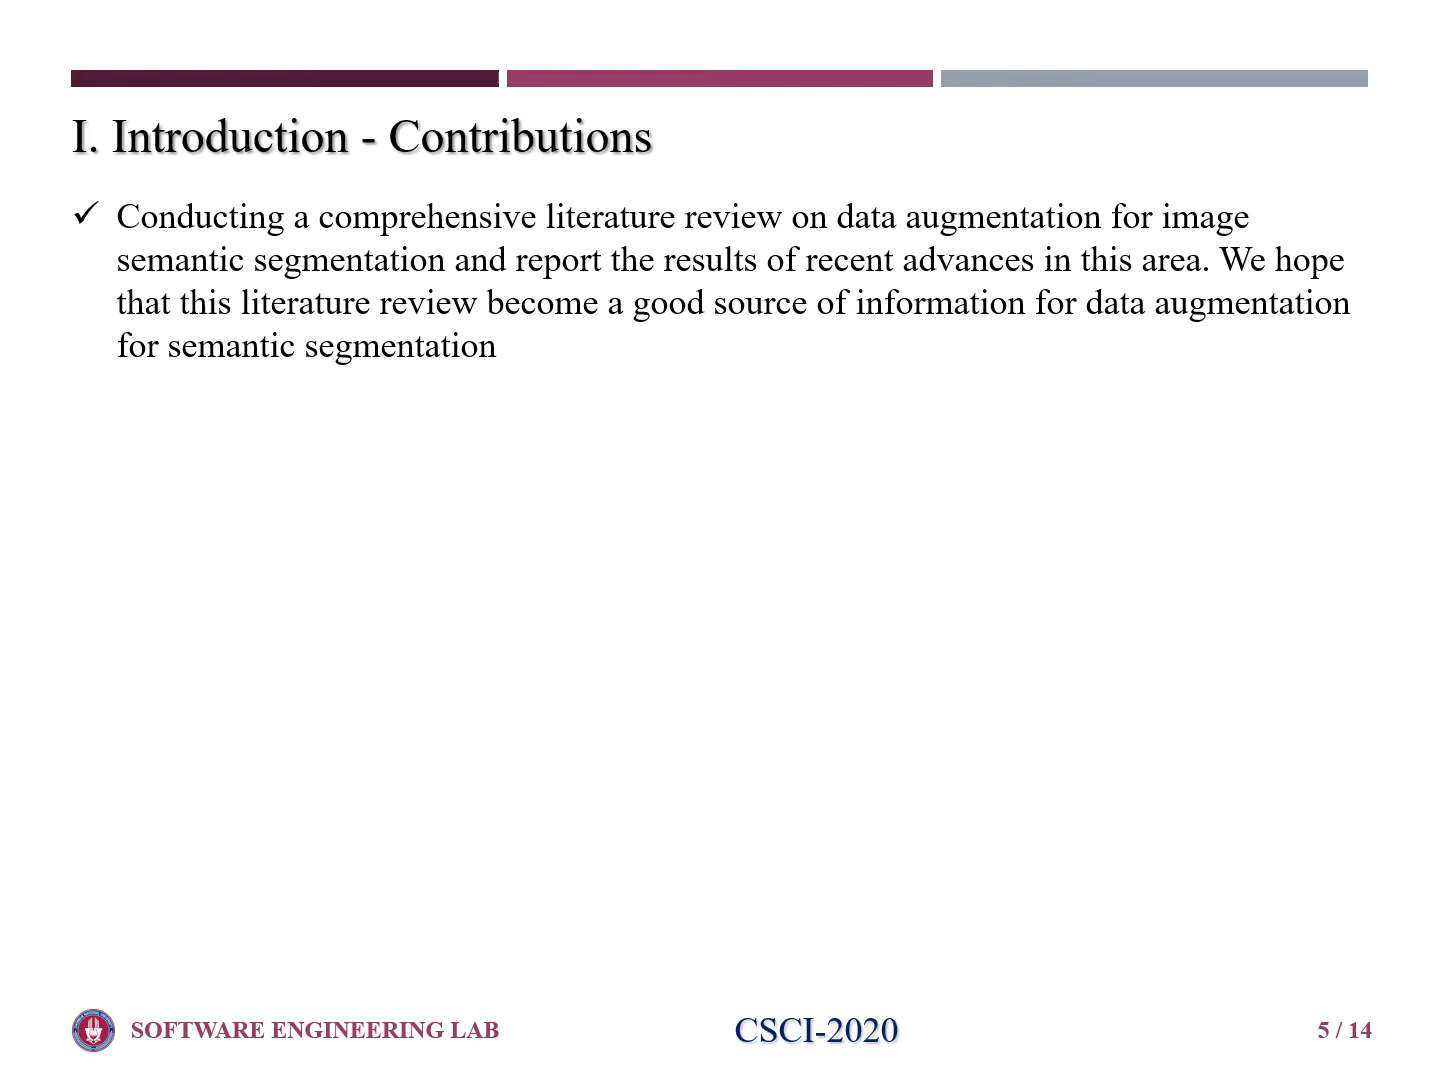 I. Introduction - Contributions
✓ Conducting a comprehensive literature review on data augmentation for image
semantic segmentation and report the results of recent advances in this area. We hope
that this literature review become a good source of information for data augmentation
for semantic segmentation
SOFTWARE ENGINEERING LAB
CSCI-2020
5 / 14